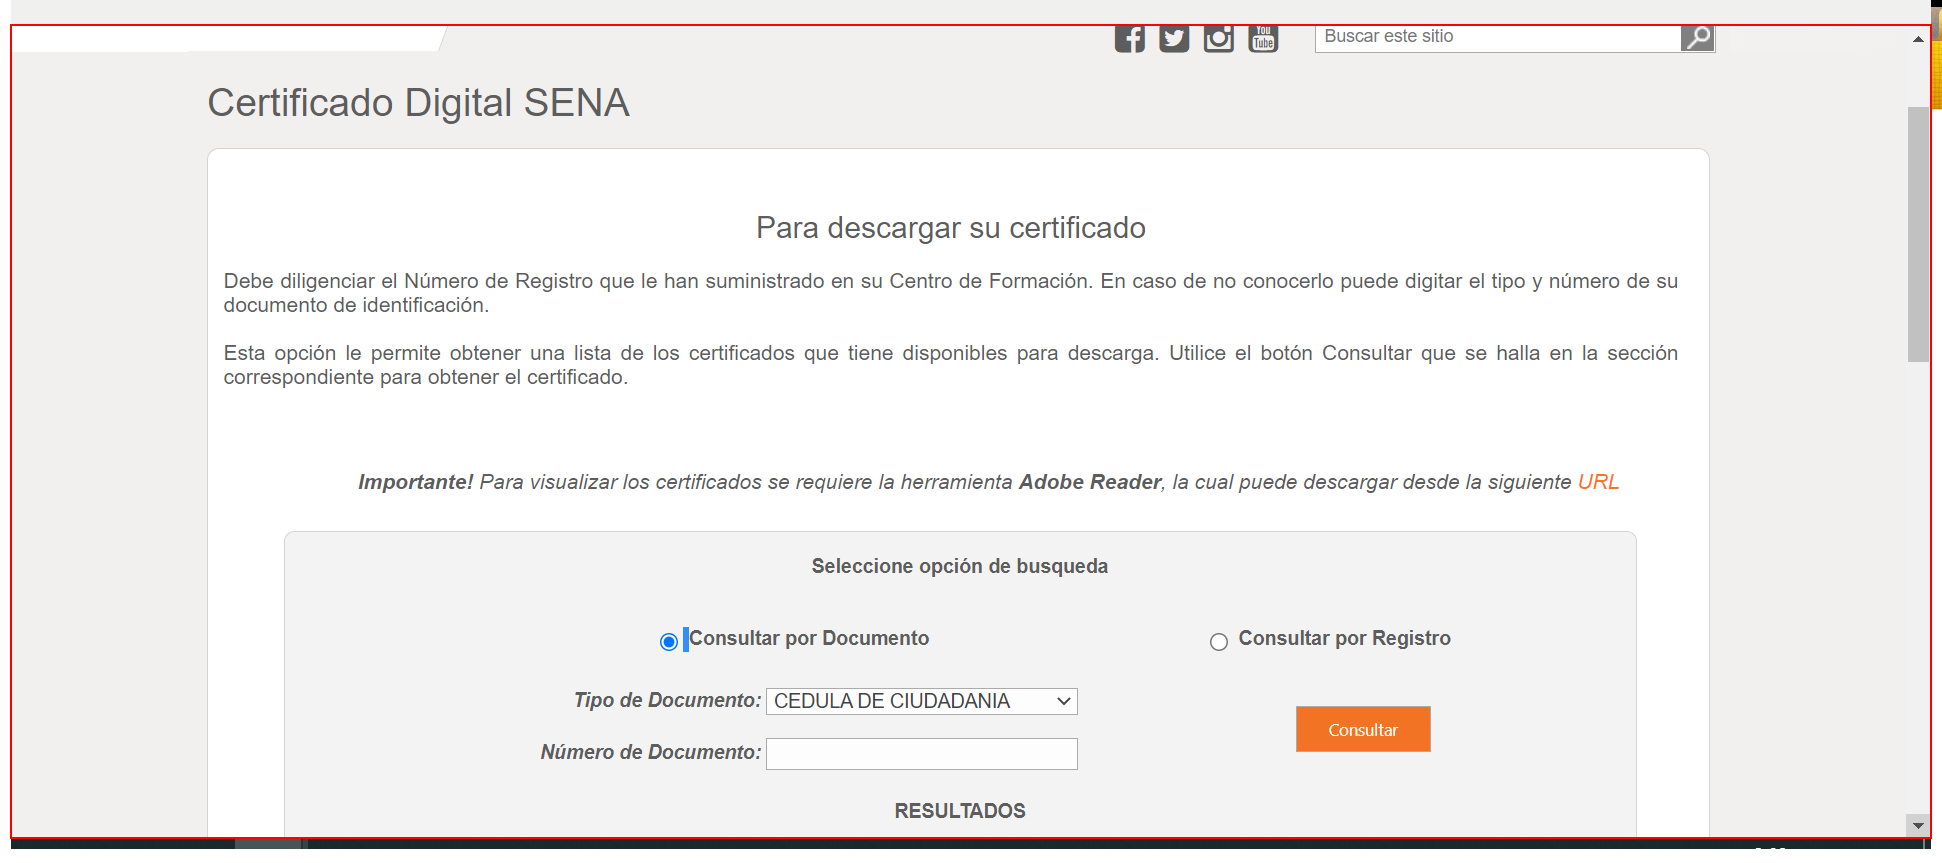 You
Tube
Buscar este sitio
Certificado Digital SENA
Para descargar su certificado
Debe diligenciar el Número de Registro que le han suministrado en su Centro de Formación. En caso de no conocerlo puede digitar el tipo y número de su
documento de identificación.
Esta opción le permite obtener una lista de los certificados que tiene disponibles para descarga. Utilice el botón Consultar que se halla en la sección
correspondiente para obtener el certificado.
Importante! Para visualizar los certificados se requiere la herramienta Adobe Reader, la cual puede descargar desde la siguiente URL
Seleccione opción de busqueda
Consultar por Documento
Consultar por Registro
Tipo de Documento: CEDULA DE CIUDADANIA
Consultar
Número de Documento:
RESULTADOS